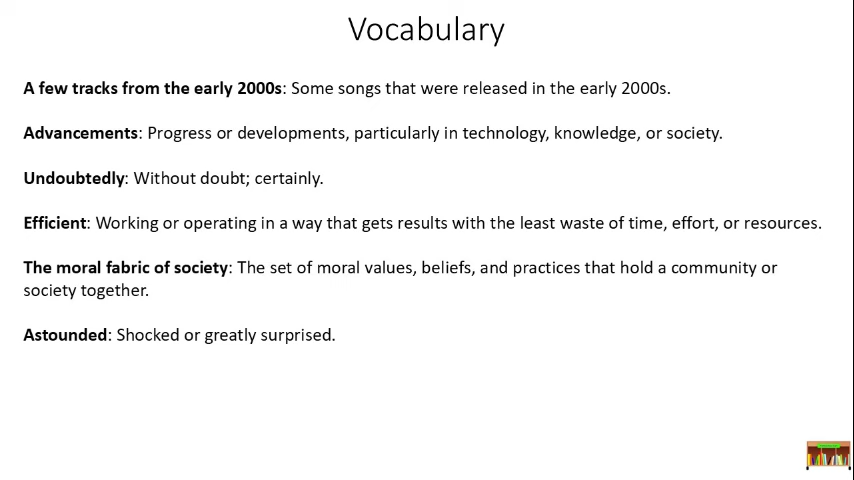 Vocabulary
A few tracks from the early 2000s: Some songs that were released in the early 2000s.
Advancements: Progress or developments, particularly in technology, knowledge, or society.
Undoubtedly: Without doubt; certainly.
Efficient: Working or operating in a way that gets results with the least waste of time, effort, or resources.
The moral fabric of society: The set of moral values, beliefs, and practices that hold a community or
society together.
Astounded: Shocked or greatly surprised.